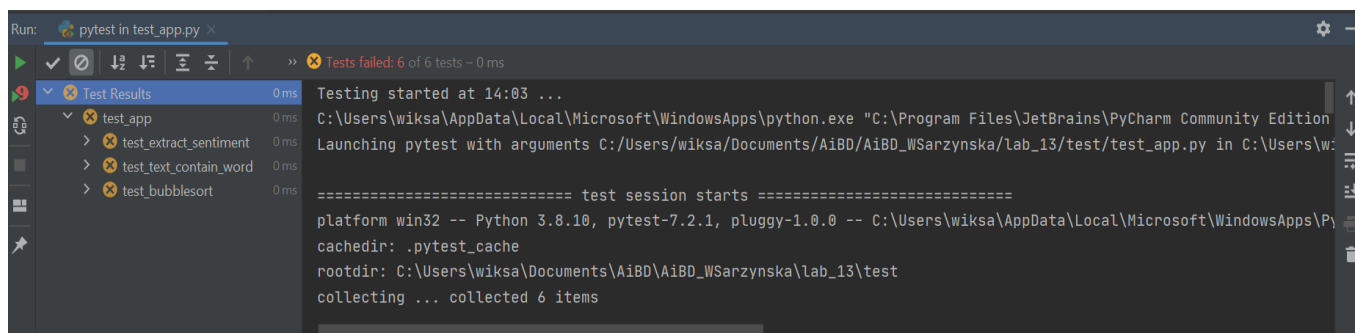 Run: pytest in test_app.py ×
» Tests failed: 6 of 6 tests – 0 ms
Test Results 0 ms
test_app 0 ms
test_extract_sentiment 0 ms
test_text_contain_word 0 ms
test_bubblesort 0 ms
Testing started at 14:03 ...
C:\Users\wiksa\AppData\Local\Microsoft\WindowsApps\python.exe "C:\Program Files\JetBrains\PyCharm Community Edition
Launching pytest with arguments C:/Users/wiksa/Documents/AiBD/AiBD_WSarzynska/lab_13/test/test_app.py in C:\Users\wi
============================= test session starts =============================
platform win32 -- Python 3.8.10, pytest-7.2.1, pluggy-1.0.0 -- C:\Users\wiksa\AppData\Local\Microsoft\WindowsApps\Py
cachedir: .pytest_cache
rootdir: C:\Users\wiksa\Documents\AiBD\AiBD_WSarzynska\lab_13\test
collecting ... collected 6 items